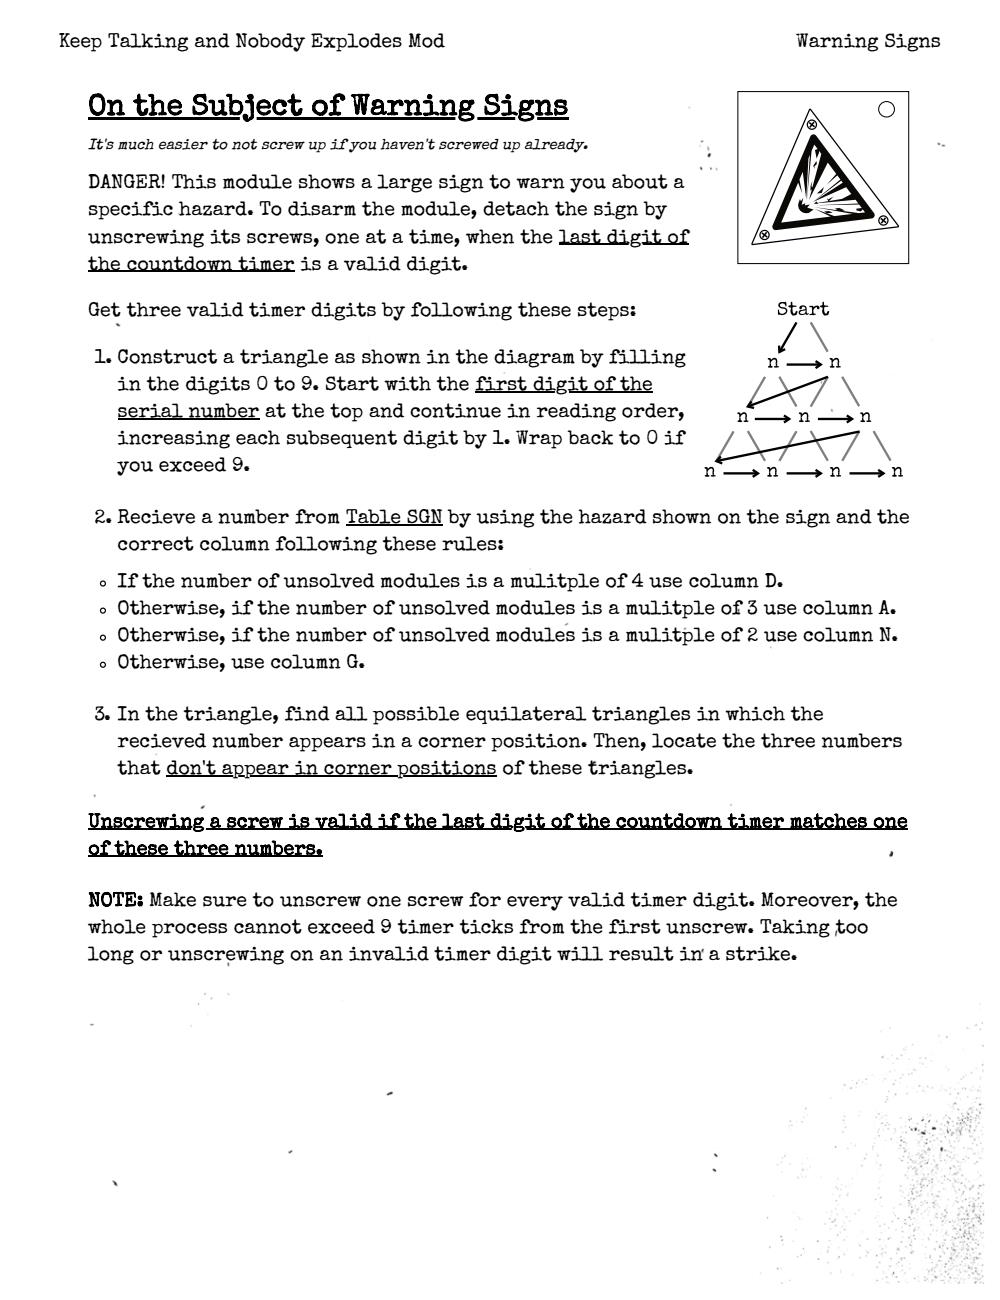 Keep Talking and Nobody Explodes Mod
Warning Signs
On the Subject of Warning Signs
It's much easier to not screw up if you haven't screwed up already.
DANGER! This module shows a large sign to warn you about a
specific hazard. To disarm the module, detach the sign by
unscrewing its screws, one at a time, when the last digit of
the countdown timer is a valid digit.
Get three valid timer digits by following these steps:
1. Construct a triangle as shown in the diagram by filling
in the digits 0 to 9. Start with the first digit of the
serial number at the top and continue in reading order,
increasing each subsequent digit by 1. Wrap back to 0 if
you exceed 9.
Start
n n
n n n
n n n n
2. Recieve a number from Table SGN by using the hazard shown on the sign and the
correct column following these rules:
If the number of unsolved modules is a mulitple of 4 use column D.
Otherwise, if the number of unsolved modules is a mulitple of 3 use column A.
Otherwise, if the number of unsolved modules is a mulitple of 2 use column N.
Otherwise, use column G.
3. In the triangle, find all possible equilateral triangles in which the
recieved number appears in a corner position. Then, locate the three numbers
that don't appear in corner positions of these triangles.
Unscrewing a screw is valid if the last digit of the countdown timer matches one
of these three numbers.
NOTE: Make sure to unscrew one screw for every valid timer digit. Moreover, the
whole process cannot exceed 9 timer ticks from the first unscrew. Taking too
long or unscrewing on an invalid timer digit will result in a strike.